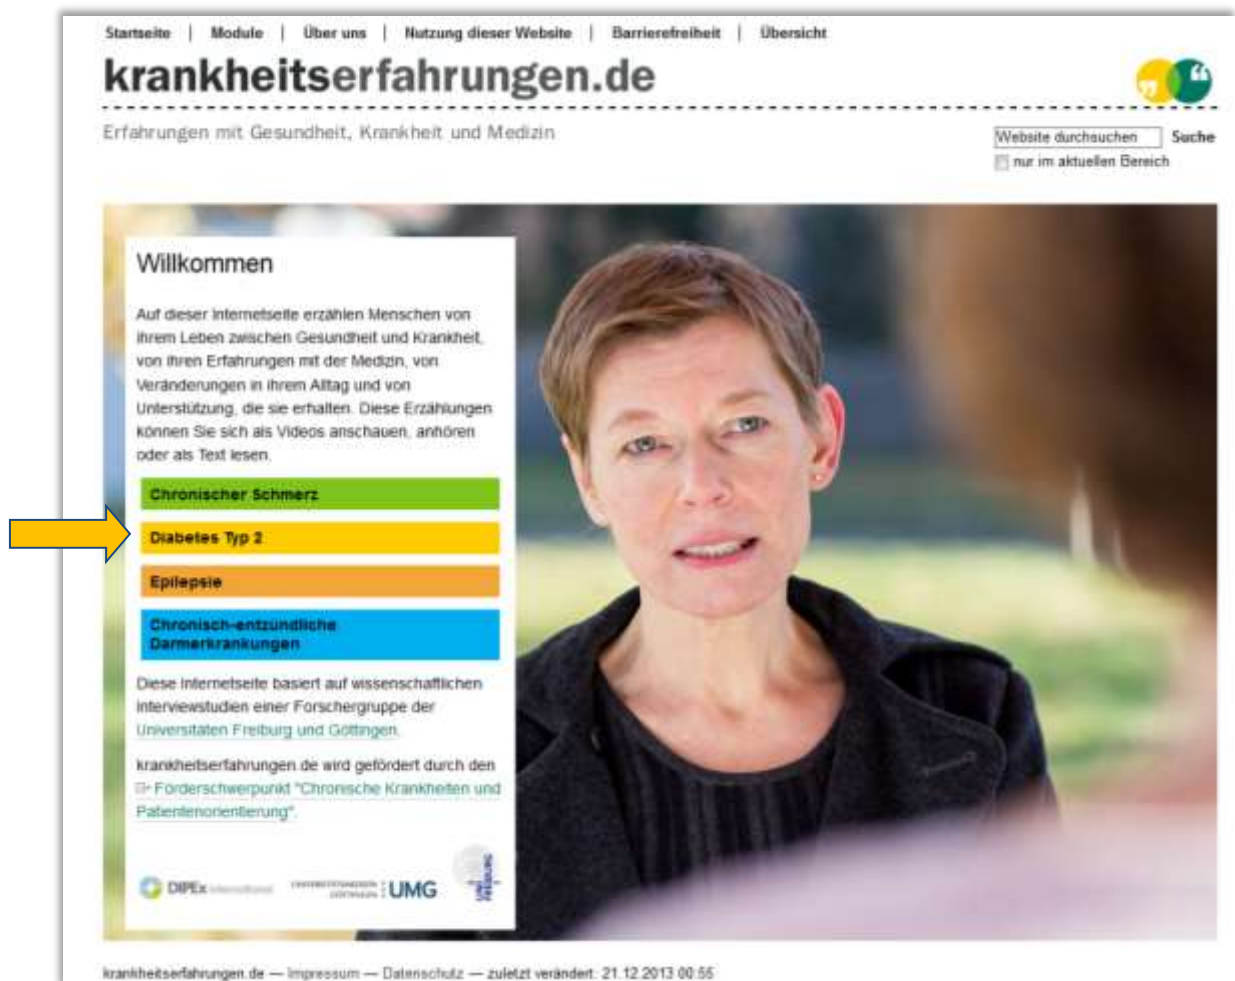 Startseite | Module | Über uns | Nutzung dieser Website | Barrierefreiheit | Übersicht
krankheitserfahrungen.de
Erfahrungen mit Gesundheit, Krankheit und Medizin
Website durchsuchen Suche
nur im aktuellen Bereich
Willkommen
Auf dieser Internetseite erzählen Menschen von
ihrem Leben zwischen Gesundheit und Krankheit,
von ihren Erfahrungen mit der Medizin, von
Veränderungen in ihrem Alltag und von
Unterstützung, die sie erhalten. Diese Erzählungen
können Sie sich als Videos anschauen, anhören
oder als Text lesen.
Chronischer Schmerz
Diabetes Typ 2
Epilepsie
Chronisch-entzündliche
Darmerkrankungen
Diese Internetseite basiert auf wissenschaftlichen
Interviewstudien einer Forschergruppe der
Universitäten Freiburg und Göttingen.
krankheitserfahrungen.de wird gefördert durch den
Förderschwerpunkt "Chronische Krankheiten und
Patientenorientierung".
DIPEx international UMG
krankheitserfahrungen.de — Impressum — Datenschutz — zuletzt verändert: 21.12.2013 00:55